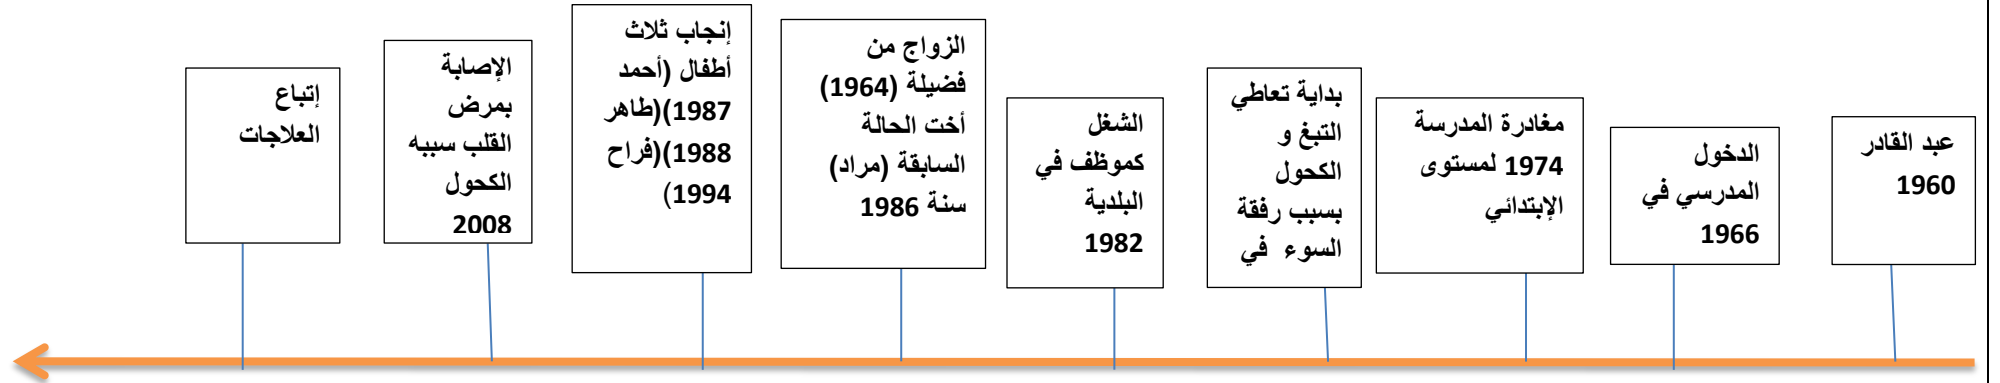 عبد القادر
1960
الدخول
المدرسي في
1966
مغادرة المدرسة
1974 لمستوى
الإبتدائي
بداية تعاطي
التبغ و
الكحول
بسبب رفقة
السوء في
الشغل
كموظف في
البلدية
1982
الزواج من
فضيلة (1964)
أخت الحالة
السابقة (مراد)
سنة 1986
إنجاب ثلاث
أطفال (أحمد
1987)(طاهر
1988)(فراح
1994)
الإصابة
بمرض
القلب سببه
الكحول
2008
إتباع
العلاجات